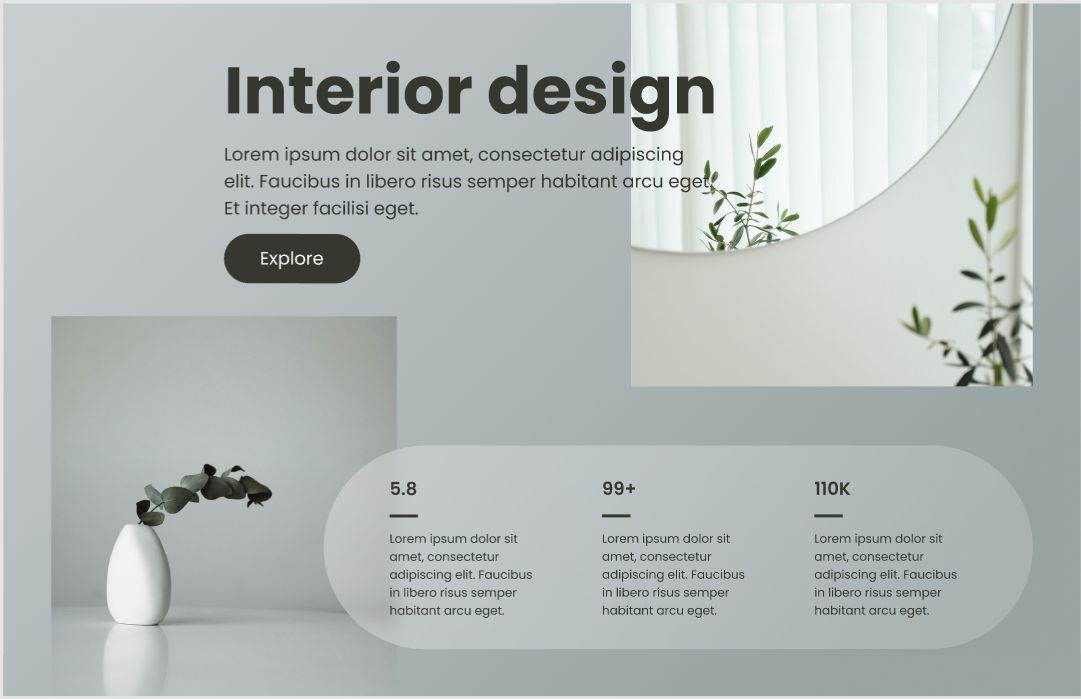 Interior design
Lorem ipsum dolor sit amet, consectetur adipiscing
elit. Faucibus in libero risus semper habitant arcu eget.
Et integer facilisi eget.
Explore
5.8
Lorem ipsum dolor sit
amet, consectetur
adipiscing elit. Faucibus
in libero risus semper
habitant arcu eget.
99+
Lorem ipsum dolor sit
amet, consectetur
adipiscing elit. Faucibus
in libero risus semper
habitant arcu eget.
110K
Lorem ipsum dolor sit
amet, consectetur
adipiscing elit. Faucibus
in libero risus semper
habitant arcu eget.